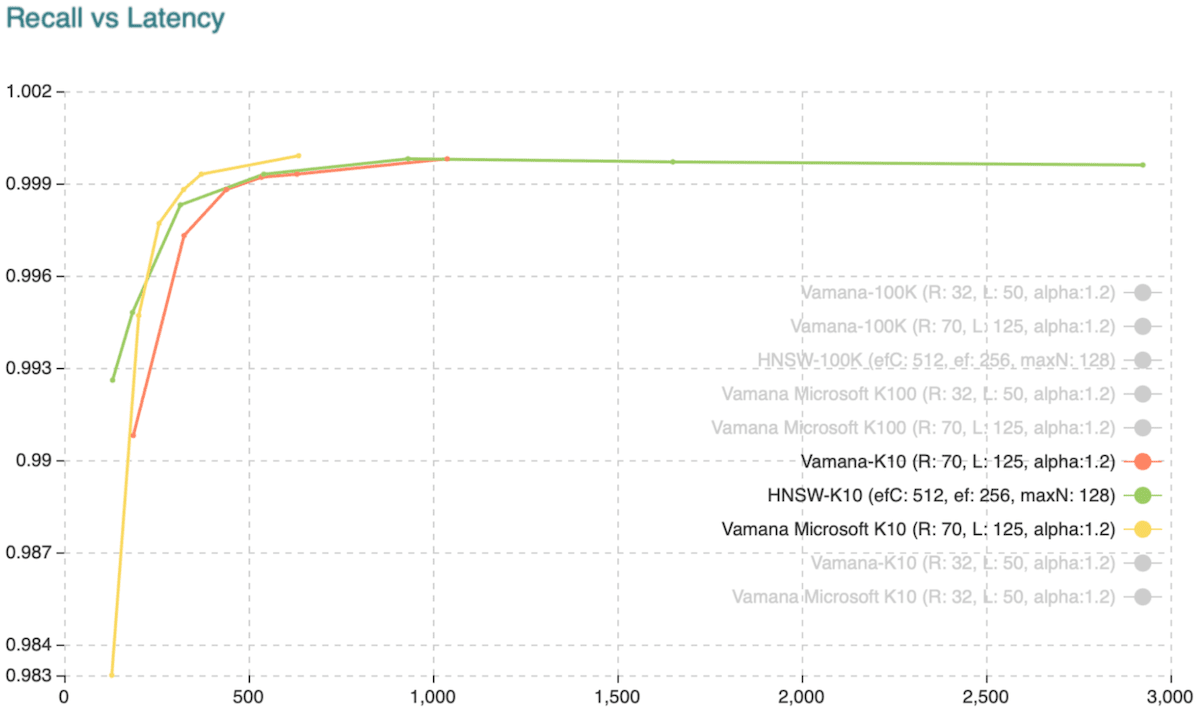 Recall vs Latency
1.002
0.999
0.996
Vamana-100K (R: 32, L: 50, alpha:1.2)
Vamana-100K (R: 70, L: 125, alpha:1.2)
0.993
HNSW-100K (efC: 512, ef: 256, maxN: 128)
Vamana Microsoft K100 (R: 32, L: 50, alpha:1.2)
Vamana Microsoft K100 (R: 70, L: 125, alpha:1.2)
0.99
Vamana-K10 (R: 70, L: 125, alpha:1.2)
HNSW-K10 (efC: 512, ef: 256, maxN: 128)
Vamana Microsoft K10 (R: 70, L: 125, alpha:1.2)
0.987
Vamana-K10 (R: 32, L: 50, alpha:1.2)
Vamana Microsoft K10 (R: 32, L: 50, alpha:1.2)
0.984
0.983
0 500 1,000 1,500 2,000 2,500 3,000